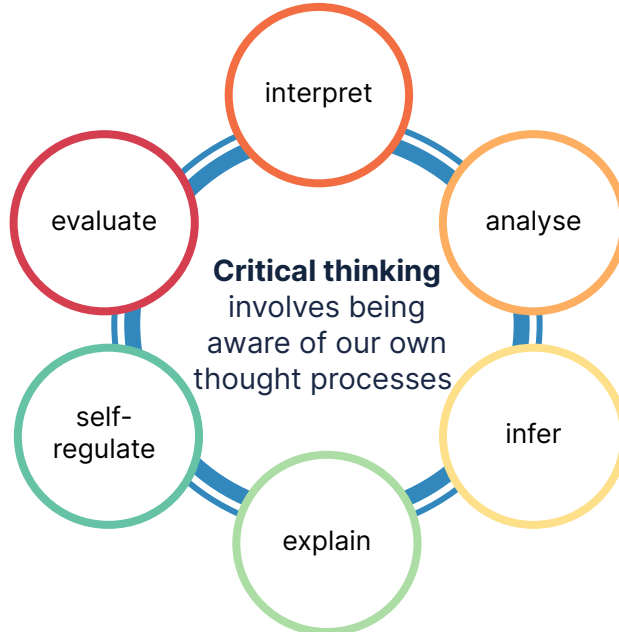 interpret
evaluate
analyse
Critical thinking
involves being
aware of our own
thought processes
self-
regulate
infer
explain